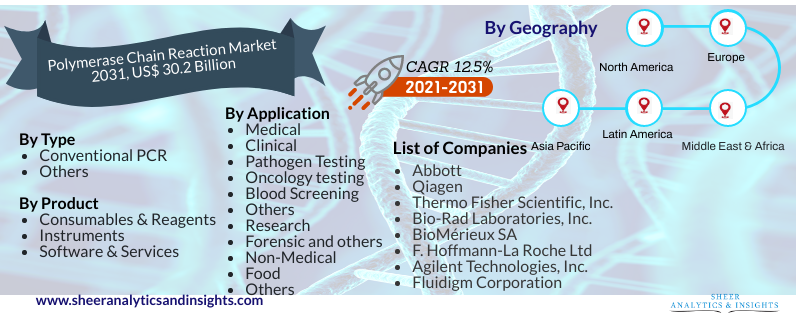 Polymerase Chain Reaction Market
2031, US$ 30.2 Billion
By Geography
North America
Europe
Asia Pacific
Latin America
Middle East & Africa
CAGR 12.5%
2021-2031
By Type
Conventional PCR
Others
By Product
Consumables & Reagents
Instruments
Software & Services
By Application
Medical
Clinical
Pathogen Testing
Oncology testing
Blood Screening
Others
Research
Forensic and others
Non-Medical
Food
Others
List of Companies
Abbott
Qiagen
Thermo Fisher Scientific, Inc.
Bio-Rad Laboratories, Inc.
BioMérieux SA
F. Hoffmann-La Roche Ltd
Agilent Technologies, Inc.
Fluidigm Corporation
www.sheeranalyticsandinsights.com
SHEER
ANALYTICS & INSIGHTS